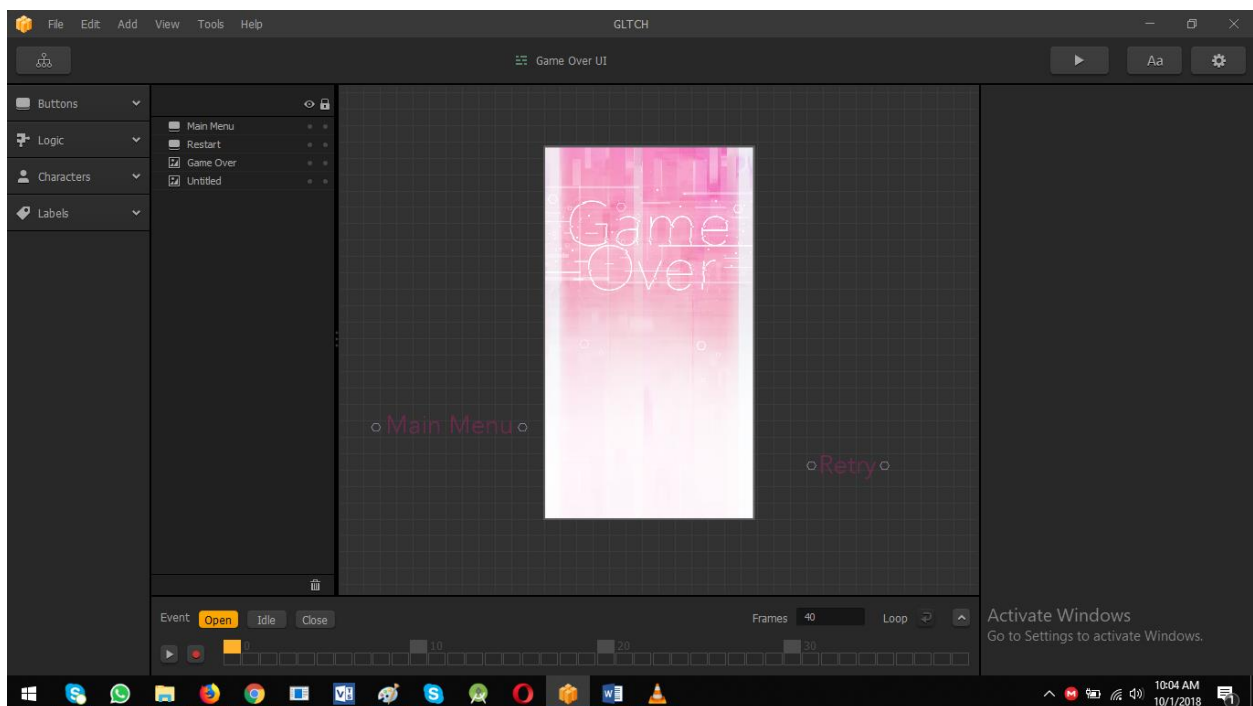 File Edit Add View Tools Help GLTCH
Game Over UI Aa
Buttons
Logic
Characters
Labels
Main Menu
Restart
Game Over
Untitled
Game
Over
Main Menu
Retry
Event Open Idle Close Frames 40 Loop
0 10 20 30
Activate Windows
Go to Settings to activate Windows.
10:04 AM
10/1/2018